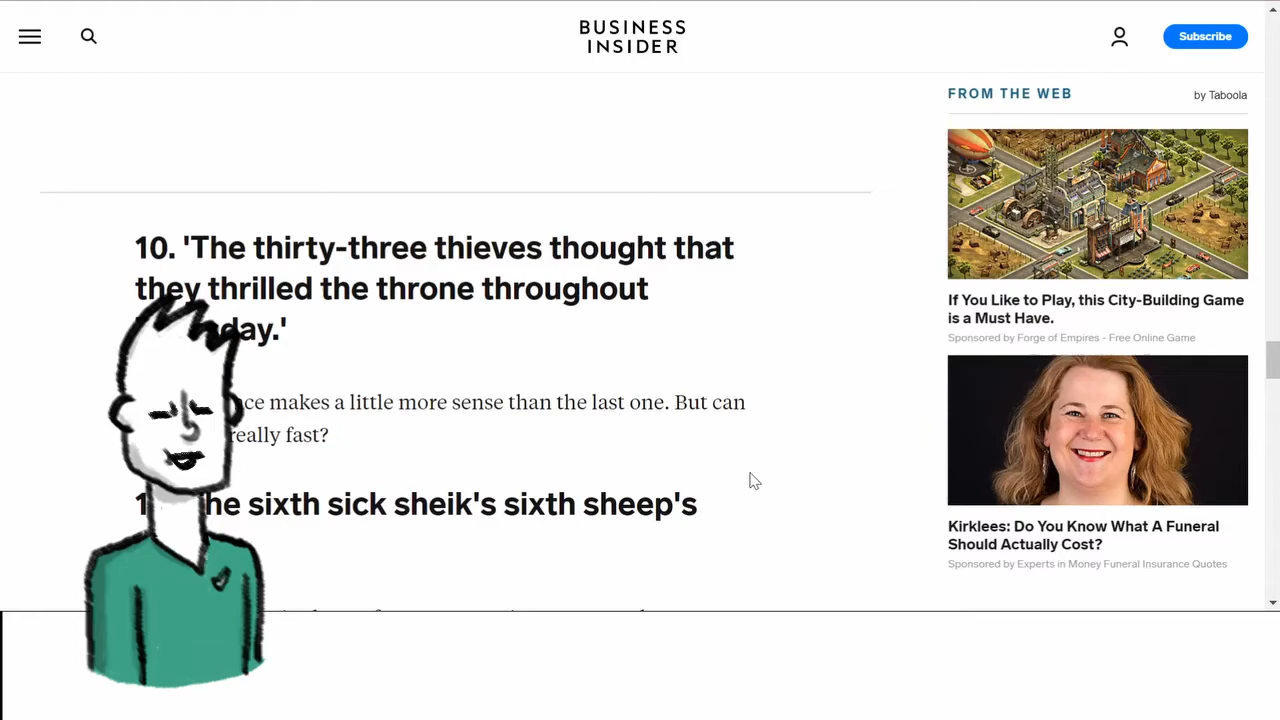 BUSINESS
INSIDER
Subscribe
10. 'The thirty-three thieves thought that
they thrilled the throne throughout
day.'
makes a little more sense than the last one. But can
really fast?
he sixth sick sheik's sixth sheep's
FROM THE WEB
by Taboola
If You Like to Play, this City-Building Game
is a Must Have.
Sponsored by Forge of Empires - Free Online Game
Kirklees: Do You Know What A Funeral
Should Actually Cost?
Sponsored by Experts in Money Funeral Insurance Quotes